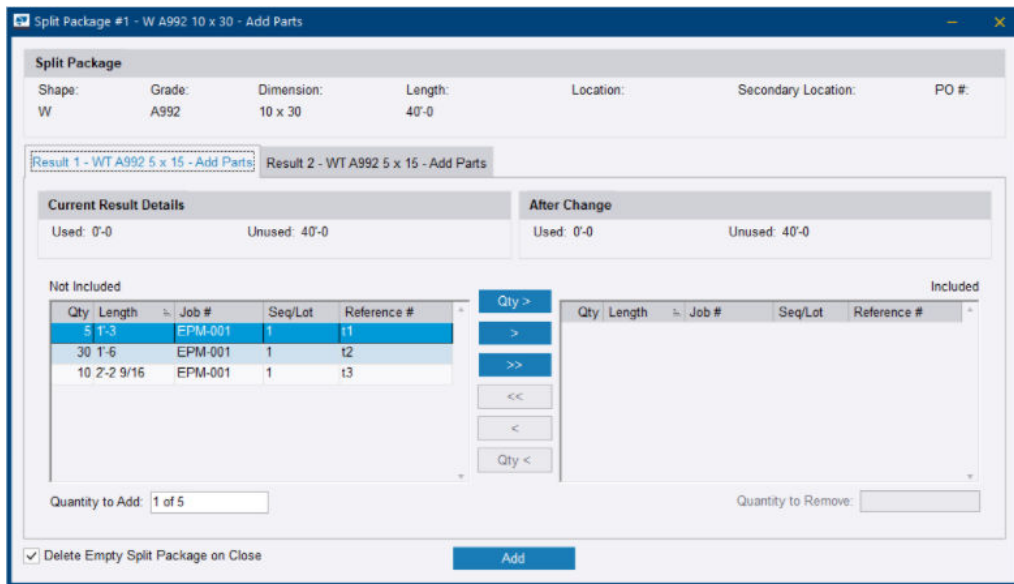 Split Package #1 - W A992 10 x 30 - Add Parts
Split Package
Shape: Grade: Dimension: Length: Location: Secondary Location: PO #:
W A992 10 x 30 40'-0
Result 1 - WT A992 5 x 15 - Add Parts Result 2 - WT A992 5 x 15 - Add Parts
Current Result Details After Change
Used: 0'-0 Unused: 40'-0 Used: 0'-0 Unused: 40'-0
Not Included Included
Qty Length Job # Seq/Lot Reference # Qty > Qty Length Job # Seq/Lot Reference #
5 1'-3 EPM-001 1 t1 >
30 1'-6 EPM-001 1 t2
10 2'-2 9/16 EPM-001 1 t3 >>
<<
<
Qty <
Quantity to Add: 1 of 5 Quantity to Remove:
Delete Empty Split Package on Close Add